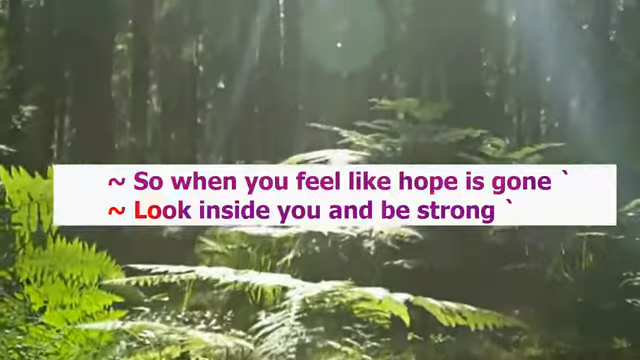 ~ So when you feel like hope is gone `
~ Look inside you and be strong `